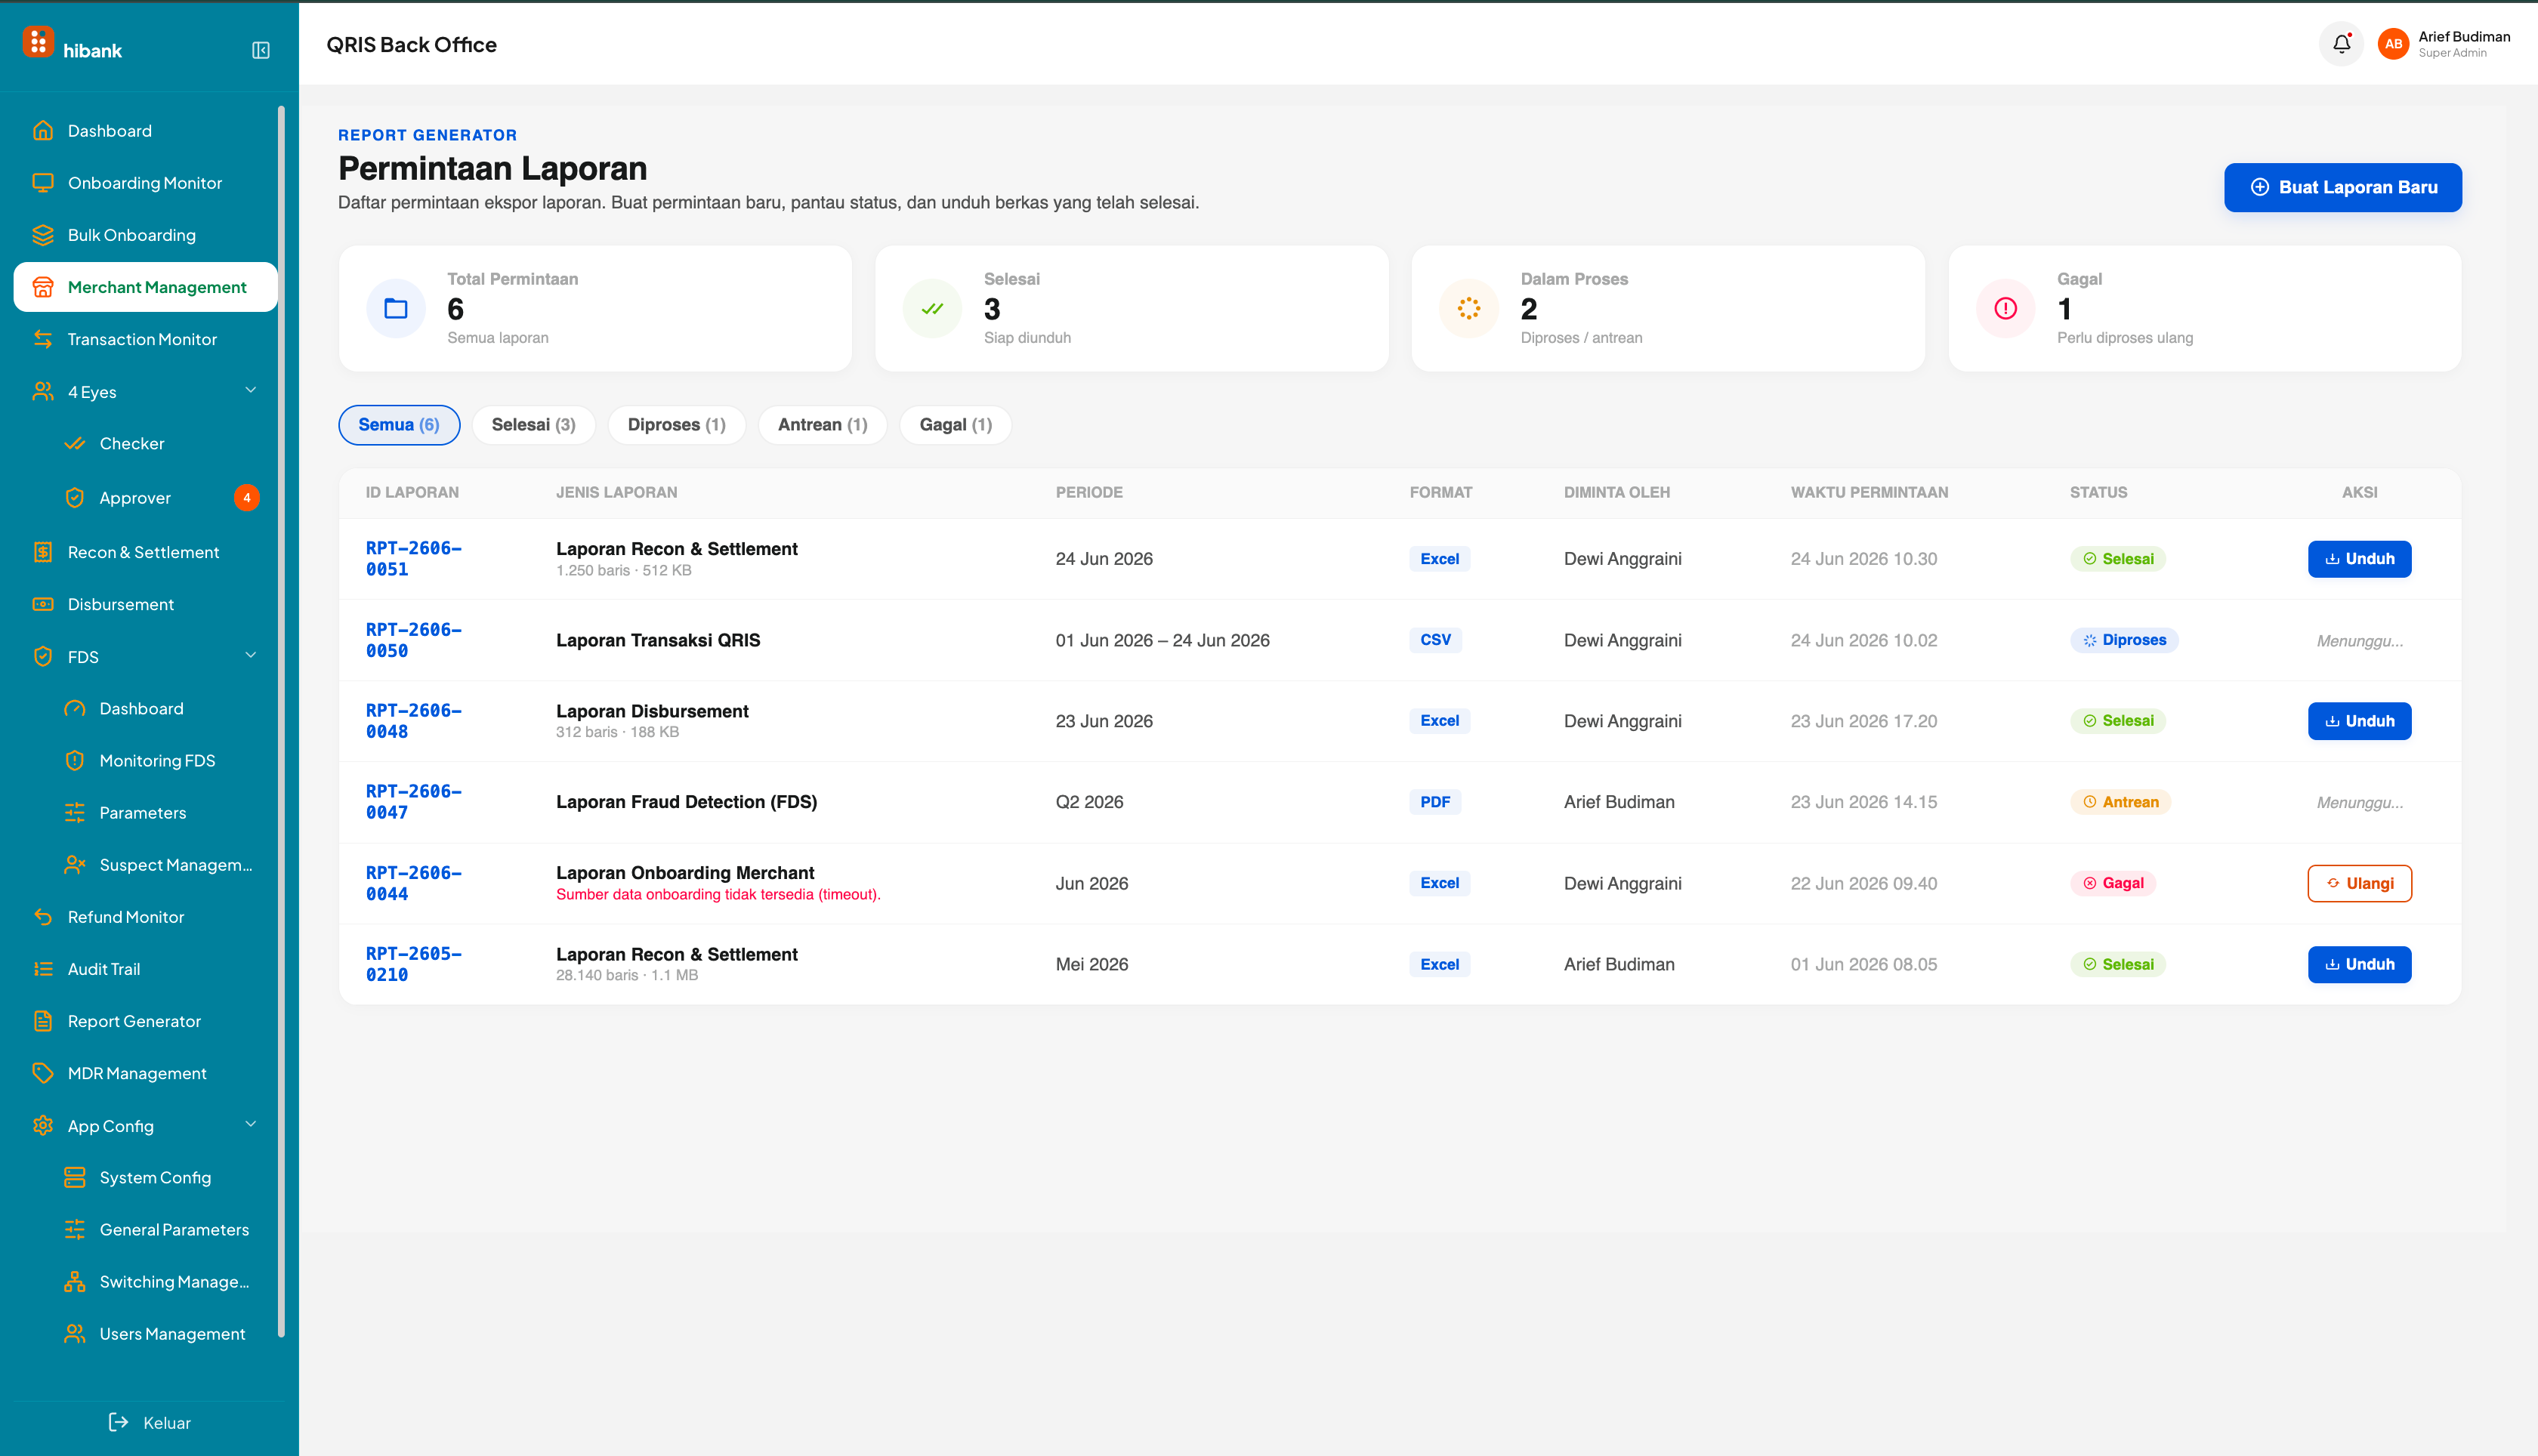 hibank
QRIS Back Office
AB
Arief Budiman
Super Admin
Dashboard
Onboarding Monitor
Bulk Onboarding
Merchant Management
Transaction Monitor
4 Eyes
Checker
Approver
4
Recon & Settlement
Disbursement
FDS
Dashboard
Monitoring FDS
Parameters
Suspect Managem...
Refund Monitor
Audit Trail
Report Generator
MDR Management
App Config
System Config
General Parameters
Switching Manage...
Users Management
Keluar
REPORT GENERATOR
Permintaan Laporan
Daftar permintaan ekspor laporan. Buat permintaan baru, pantau status, dan unduh berkas yang telah selesai.
Buat Laporan Baru
Total Permintaan
6
Semua laporan
Selesai
3
Siap diunduh
Dalam Proses
2
Diproses / antrean
Gagal
1
Perlu diproses ulang
Semua (6)
Selesai (3)
Diproses (1)
Antrean (1)
Gagal (1)
ID LAPORAN JENIS LAPORAN PERIODE FORMAT DIMINTA OLEH WAKTU PERMINTAAN STATUS AKSI
RPT-2606-
0051
Laporan Recon & Settlement
1.250 baris · 512 KB
24 Jun 2026
Excel
Dewi Anggraini
24 Jun 2026 10.30
Selesai
Unduh
RPT-2606-
0050
Laporan Transaksi QRIS
01 Jun 2026 – 24 Jun 2026
CSV
Dewi Anggraini
24 Jun 2026 10.02
Diproses
Menunggu...
RPT-2606-
0048
Laporan Disbursement
312 baris · 188 KB
23 Jun 2026
Excel
Dewi Anggraini
23 Jun 2026 17.20
Selesai
Unduh
RPT-2606-
0047
Laporan Fraud Detection (FDS)
Q2 2026
PDF
Arief Budiman
23 Jun 2026 14.15
Antrean
Menunggu...
RPT-2606-
0044
Laporan Onboarding Merchant
Sumber data onboarding tidak tersedia (timeout).
Jun 2026
Excel
Dewi Anggraini
22 Jun 2026 09.40
Gagal
Ulangi
RPT-2605-
0210
Laporan Recon & Settlement
28.140 baris · 1.1 MB
Mei 2026
Excel
Arief Budiman
01 Jun 2026 08.05
Selesai
Unduh